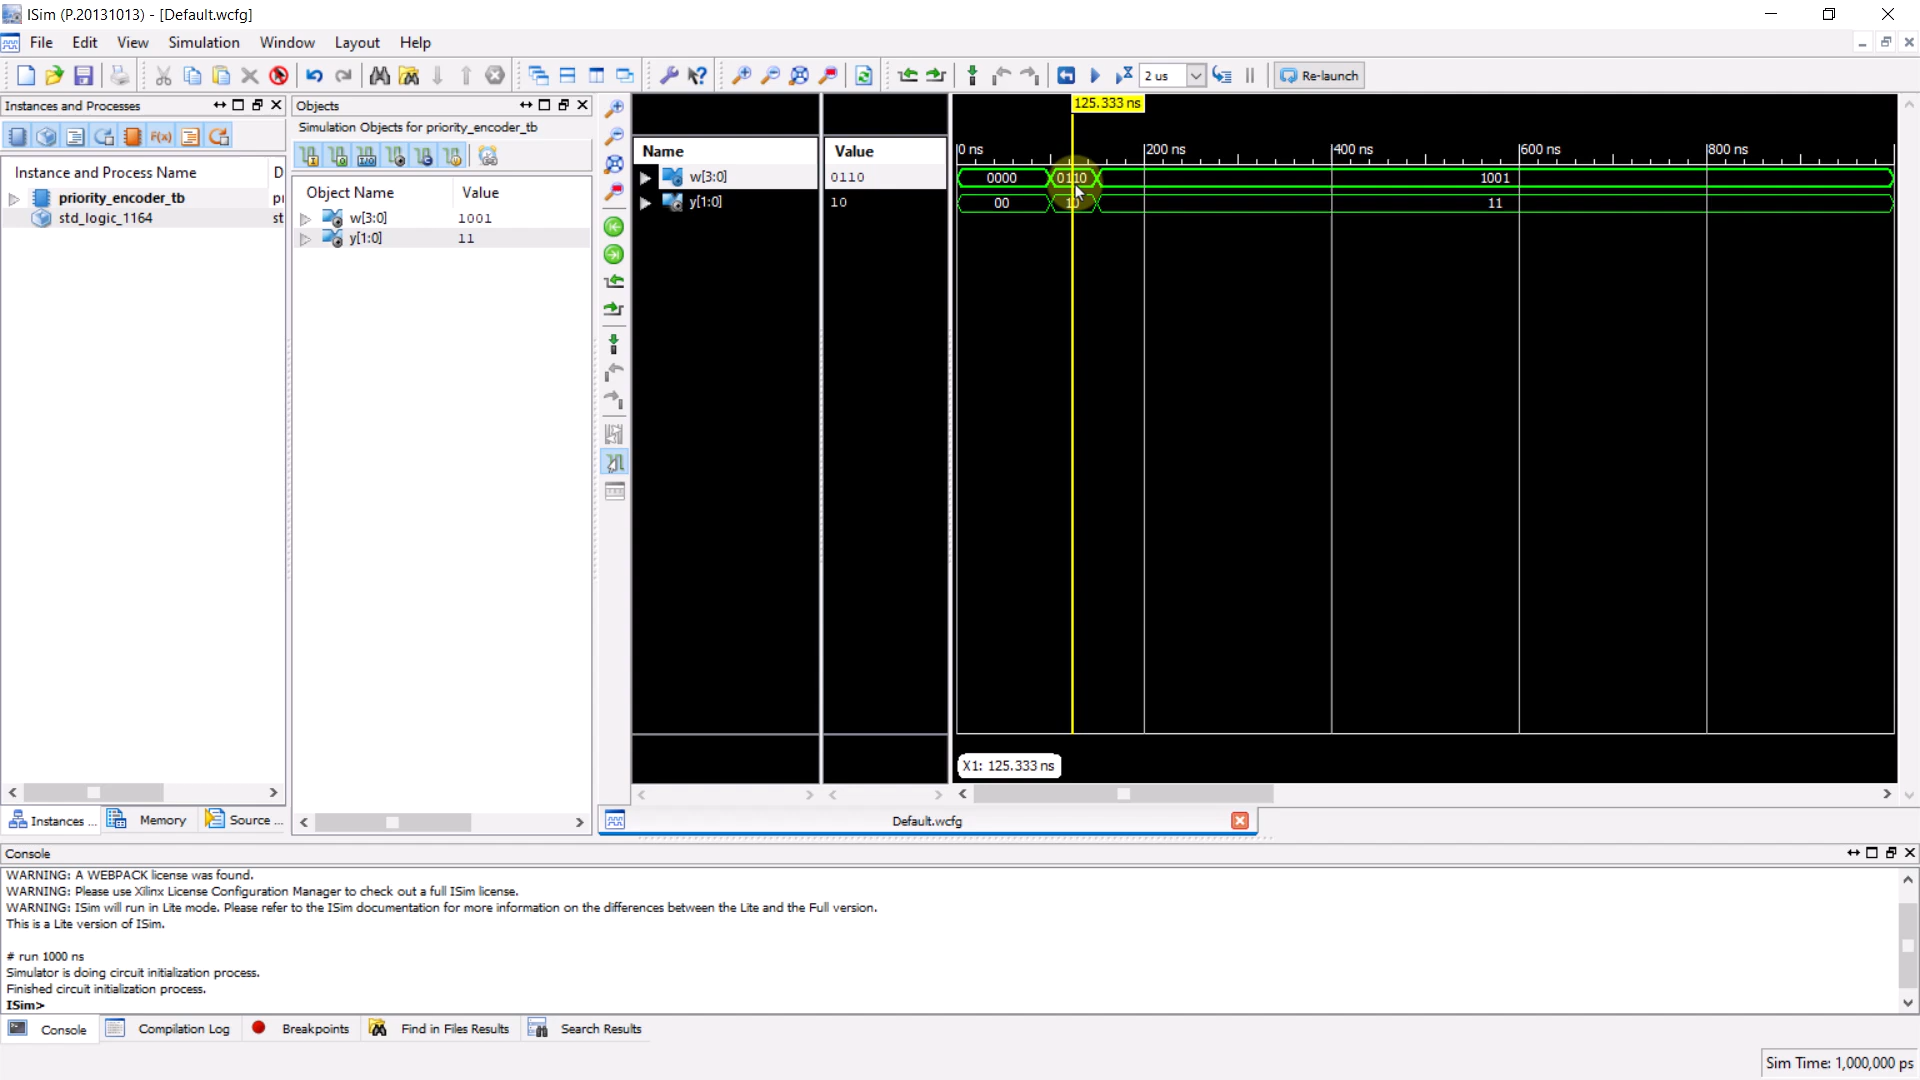 ISim (P.20131013) - [Default.wcfg]
File Edit View Simulation Window Layout Help
2 us Re-launch
Instances and Processes
Instance and Process Name D
priority_encoder_tb pi
std_logic_1164 st
Instances ... Memory Source ...
Objects
Simulation Objects for priority_encoder_tb
Object Name Value
w[3:0] 1001
y[1:0] 11
125.333 ns
Name Value
0 ns 200 ns 400 ns 600 ns 800 ns
w[3:0] 0110 0000 0110 1001
y[1:0] 10 00 10 11
X1: 125.333 ns
Default.wcfg
Console
WARNING: A WEBPACK license was found.
WARNING: Please use Xilinx License Configuration Manager to check out a full ISim license.
WARNING: ISim will run in Lite mode. Please refer to the ISim documentation for more information on the differences between the Lite and the Full version.
This is a Lite version of ISim.
# run 1000 ns
Simulator is doing circuit initialization process.
Finished circuit initialization process.
ISim>
Console Compilation Log Breakpoints Find in Files Results Search Results
Sim Time: 1,000,000 ps